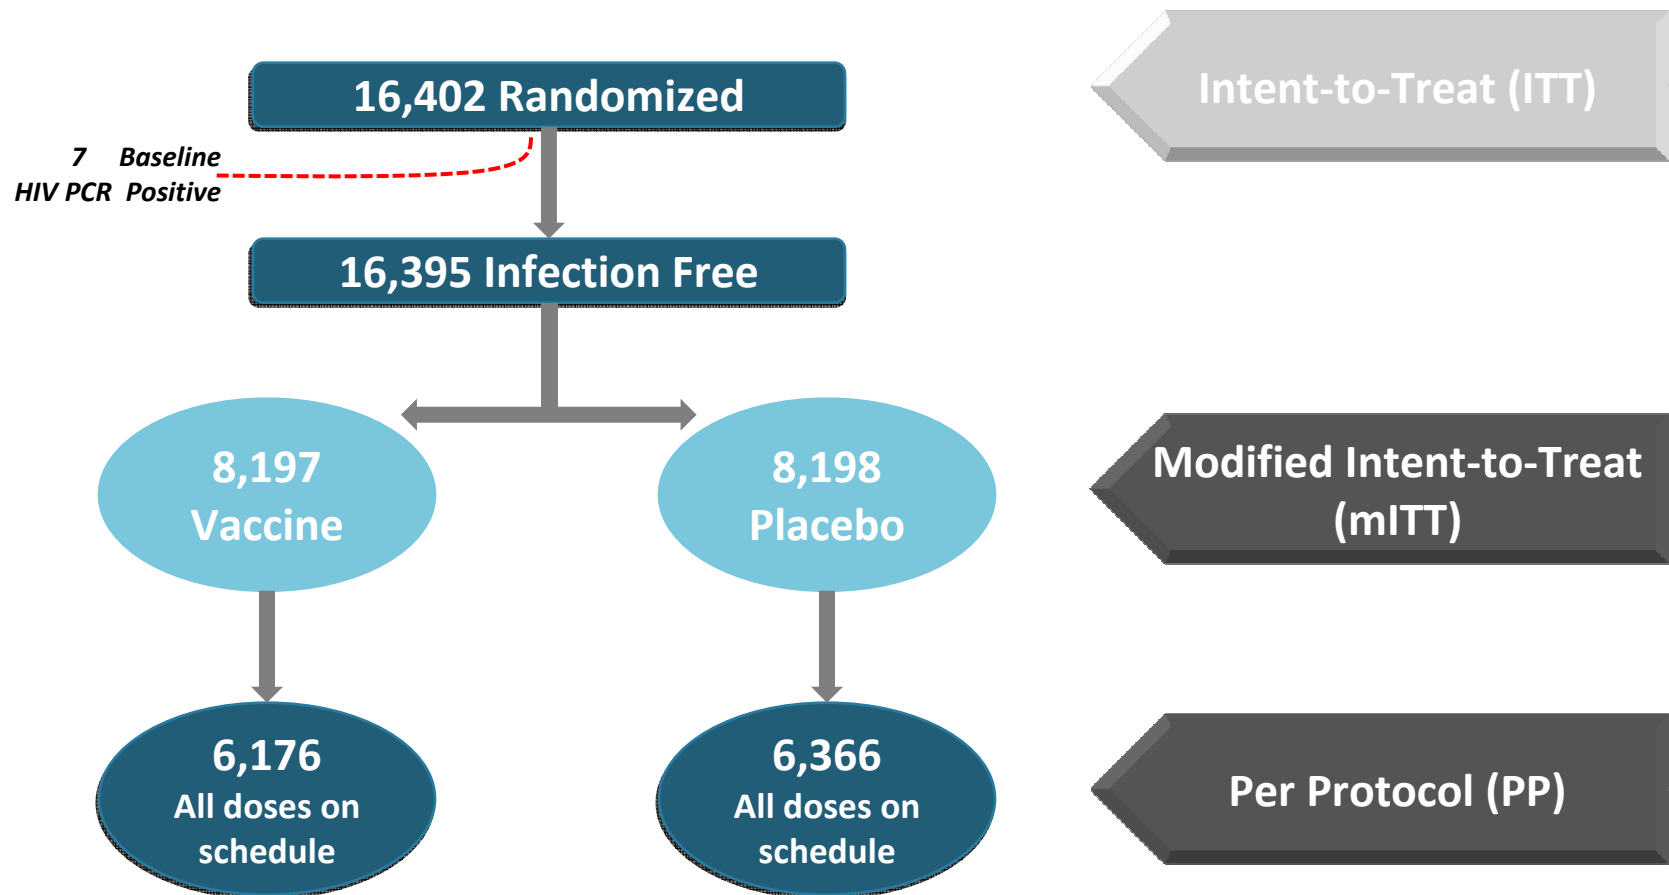 16,402 Randomized
Intent-to-Treat (ITT)
7 Baseline
HIV PCR Positive
16,395 Infection Free
8,197
Vaccine
8,198
Placebo
Modified Intent-to-Treat
(mITT)
6,176
All doses on
schedule
6,366
All doses on
schedule
Per Protocol (PP)